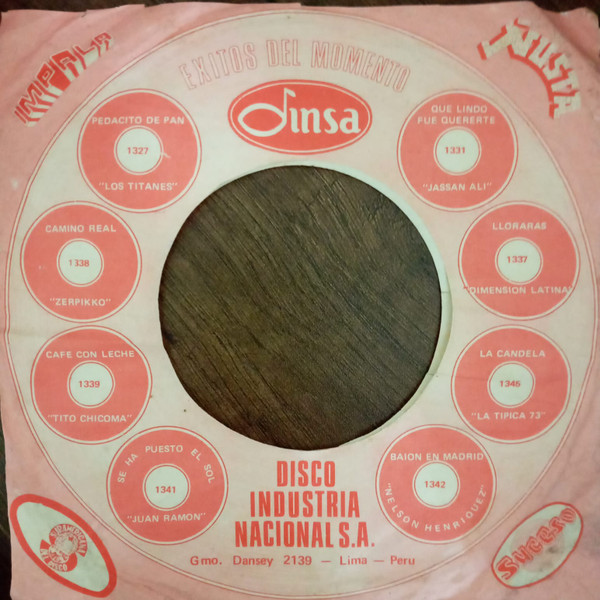 IMPALA
ÑUSTA
EXITOS DEL MOMENTO
dinsa
PEDACITO DE PAN
1327
"LOS TITANES"
QUE LINDO
FUE QUERERTE
1331
"JASSAN ALI"
CAMINO REAL
1338
"ZERPIKKO"
LLORARAS
1337
"DIMENSION LATINA"
CAFE CON LECHE
1339
"TITO CHICOMA"
LA CANDELA
1345
"LA TIPICA 73"
SE HA PUESTO EL SOL
1341
"JUAN RAMON"
BAION EN MADRID
1342
"NELSON HENRIQUEZ"
DISCO
INDUSTRIA
NACIONAL S.A.
Gmo. Dansey 2139 – Lima – Peru